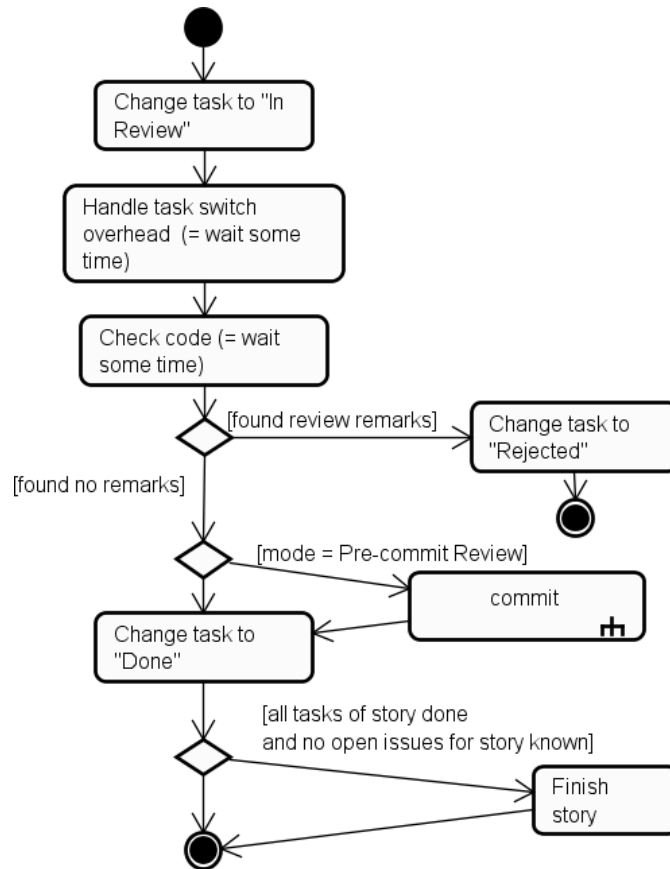 Change task to "In
Review"
Handle task switch
overhead  (= wait some
time)
Check code (= wait
some time)
[found review remarks]
Change task to
"Rejected"
[found no remarks]
[mode = Pre-commit Review]
commit
Change task to
"Done"
[all tasks of story done
and no open issues for story known]
Finish
story